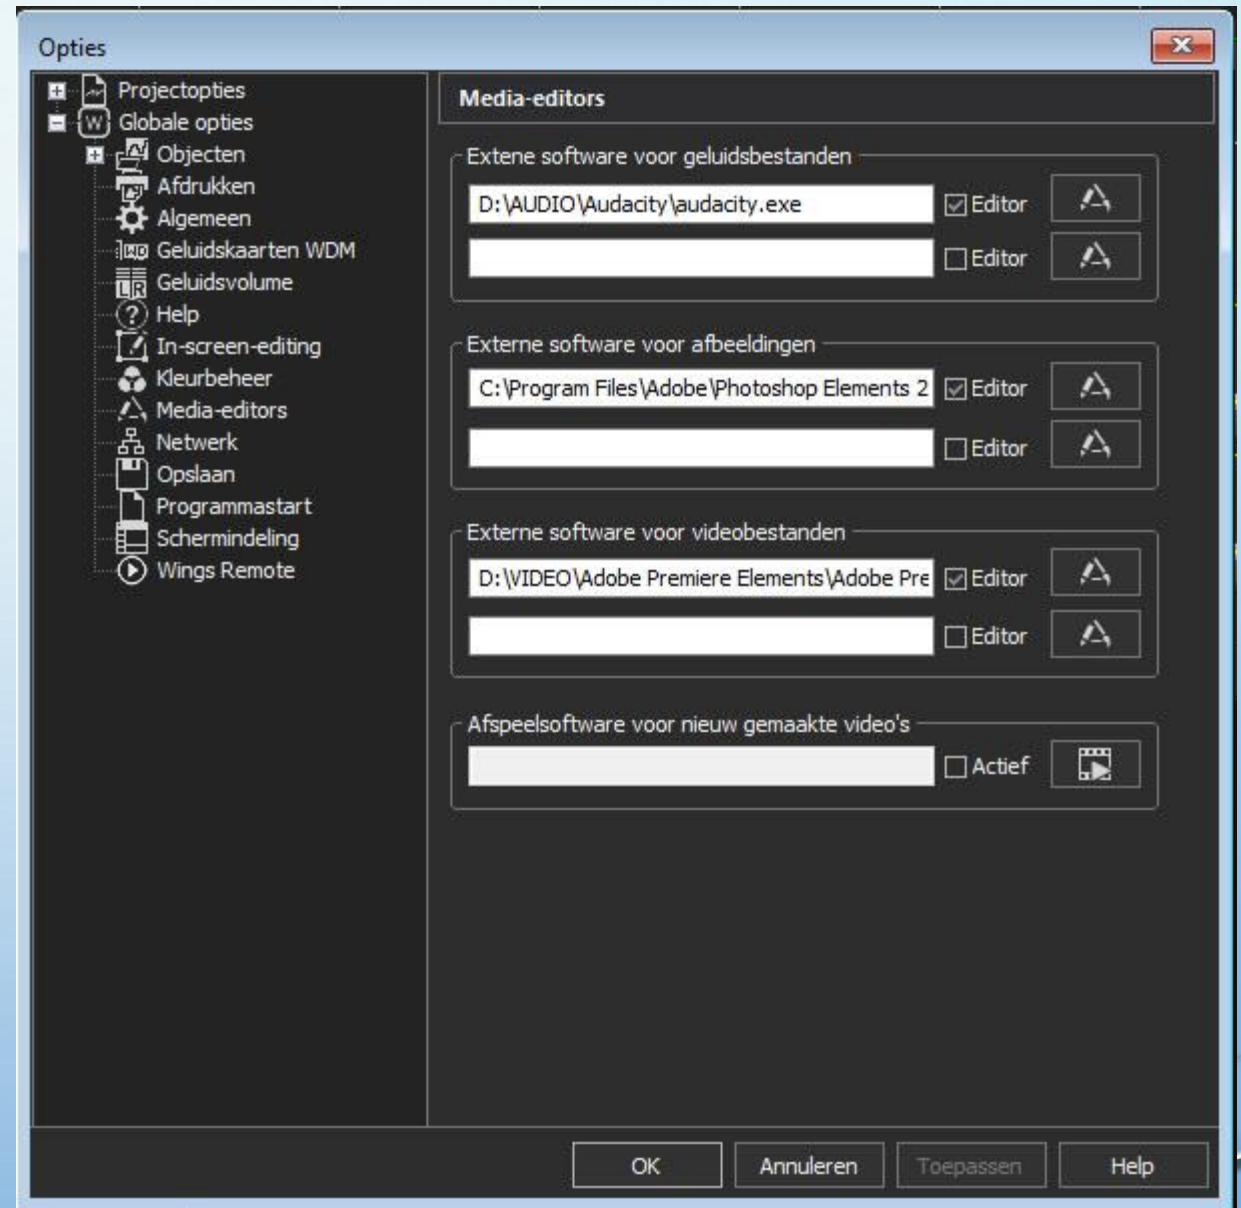 Opties
Projectopties
Globale opties
Objecten
Afdrukken
Algemeen
Geluidskaarten WDM
Geluidsvolume
Help
In-screen-editing
Kleurbeheer
Media-editors
Netwerk
Opslaan
Programmastart
Schermindeling
Wings Remote
Media-editors
Extene software voor geluidsbestanden
D:\AUDIO\Audacity\audacity.exe Editor
Editor
Externe software voor afbeeldingen
C:\Program Files\Adobe\Photoshop Elements 2 Editor
Editor
Externe software voor videobestanden
D:\VIDEO\Adobe Premiere Elements\Adobe Pre Editor
Editor
Afspeelsoftware voor nieuw gemaakte video's
Actief
OK Annuleren Toepassen Help